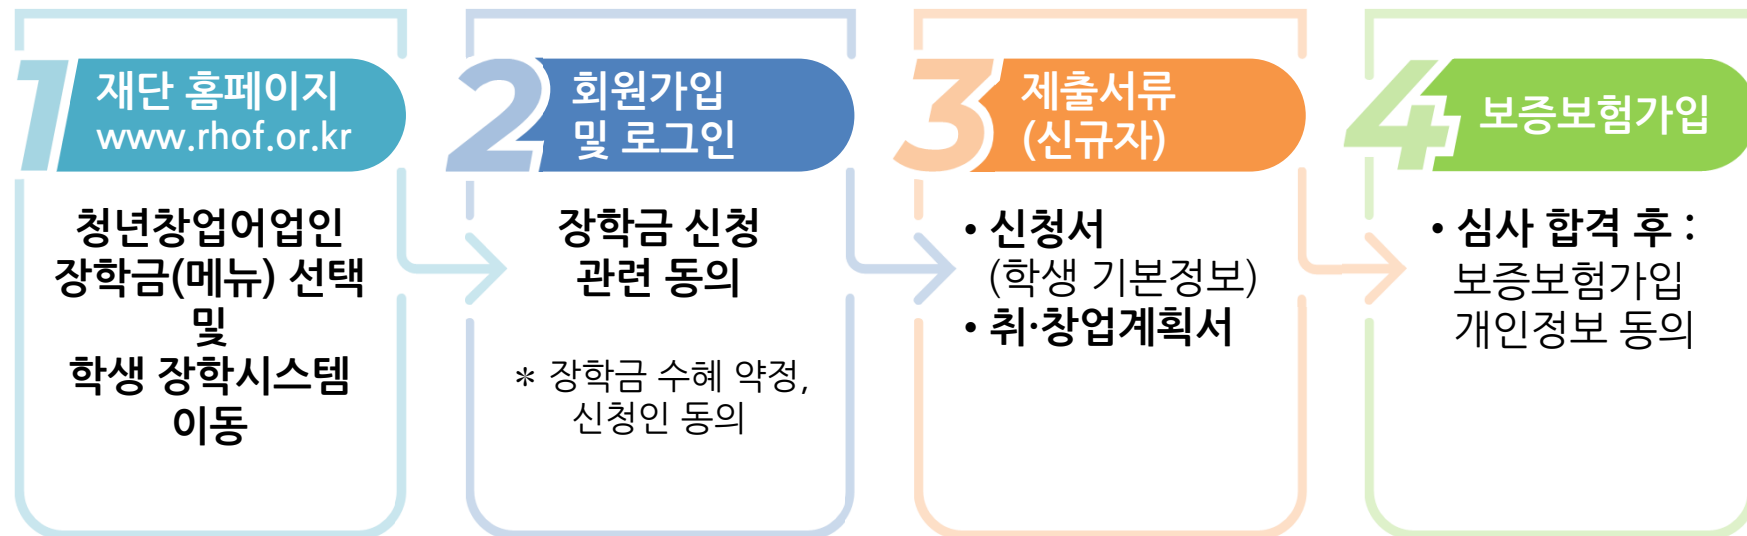 1
재단 홈페이지
www.rhof.or.kr
청년창업어업인
장학금(메뉴) 선택
및
학생 장학시스템
이동
2
회원가입
및 로그인
장학금 신청
관련 동의
* 장학금 수혜 약정,
신청인 동의
3
제출서류
(신규자)
• 신청서
(학생 기본정보)
• 취·창업계획서
4
보증보험가입
• 심사 합격 후 :
보증보험가입
개인정보 동의